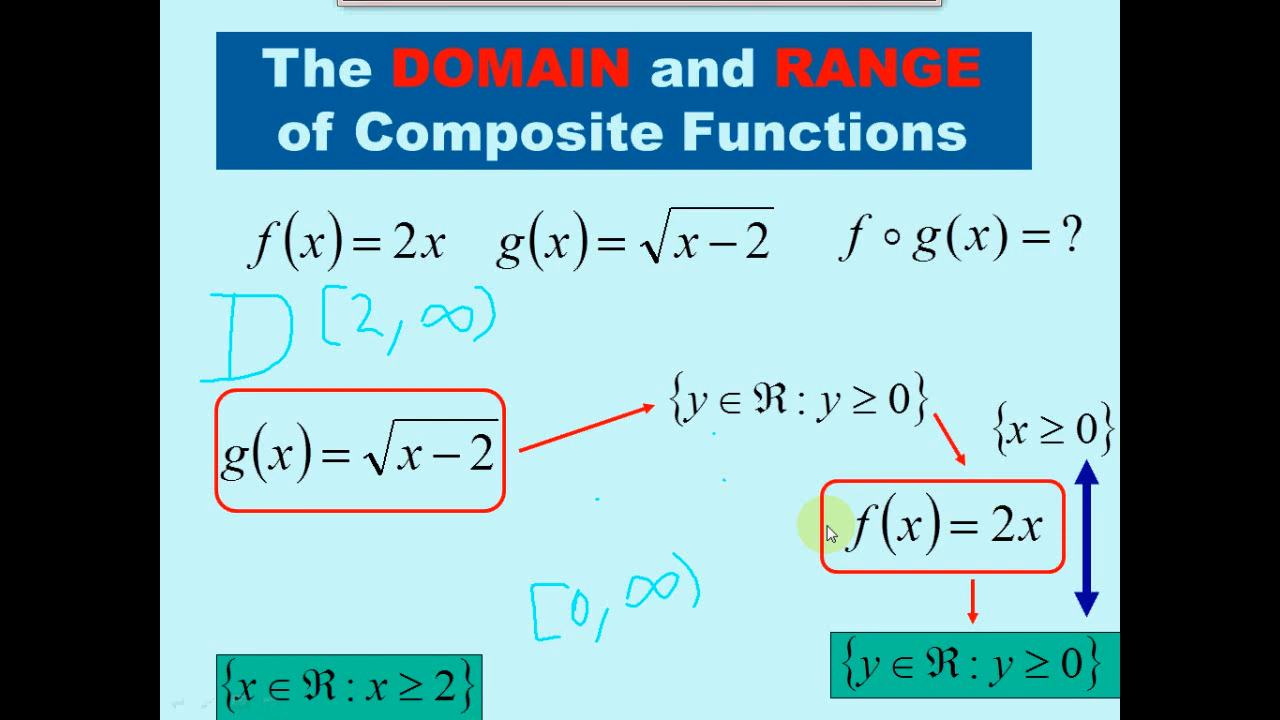 The DOMAIN and RANGE
of Composite Functions
f(x) = 2x g(x) = √(x − 2) f ∘ g(x) = ?
D [2, ∞)
{y ∈ ℜ : y ≥ 0}
{x ≥ 0}
g(x) = √(x − 2)
f(x) = 2x
[0, ∞)
{x ∈ ℜ : x ≥ 2}
{y ∈ ℜ : y ≥ 0}